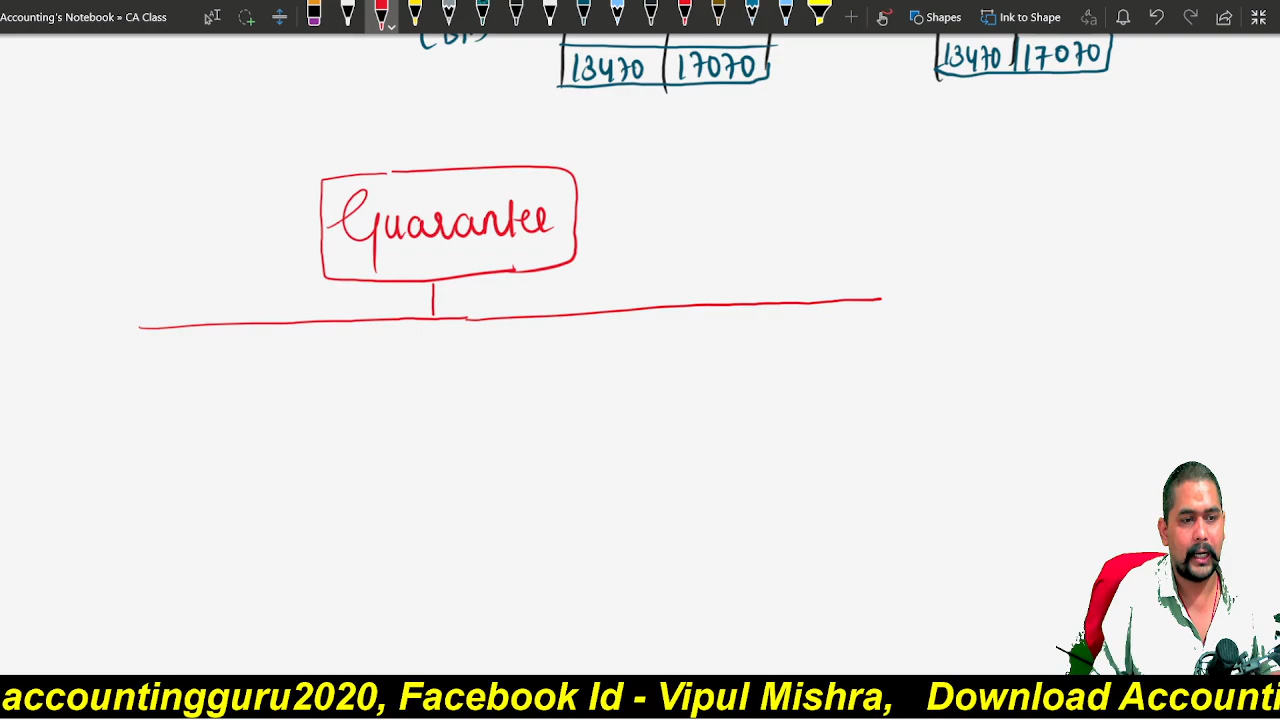 Accounting's Notebook » CA Class
Shapes
Ink to Shape
13470 17070
13470 17070
Guarantee
accountingguru2020, Facebook Id - Vipul Mishra, Download Accounti